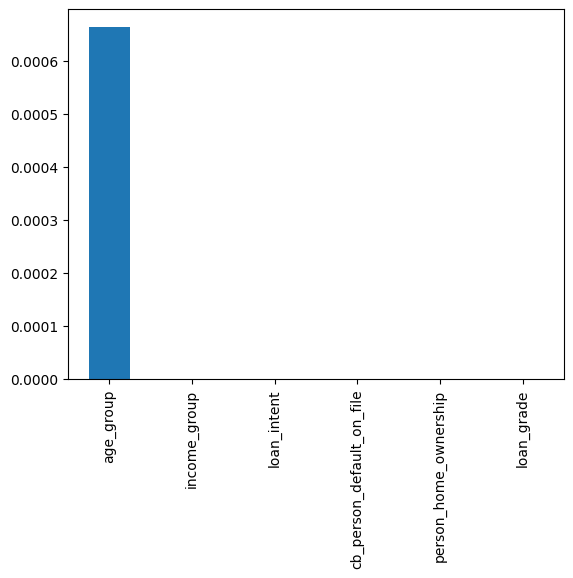 0.0006
0.0005
0.0004
0.0003
0.0002
0.0001
0.0000
age_group
income_group
loan_intent
cb_person_default_on_file
person_home_ownership
loan_grade